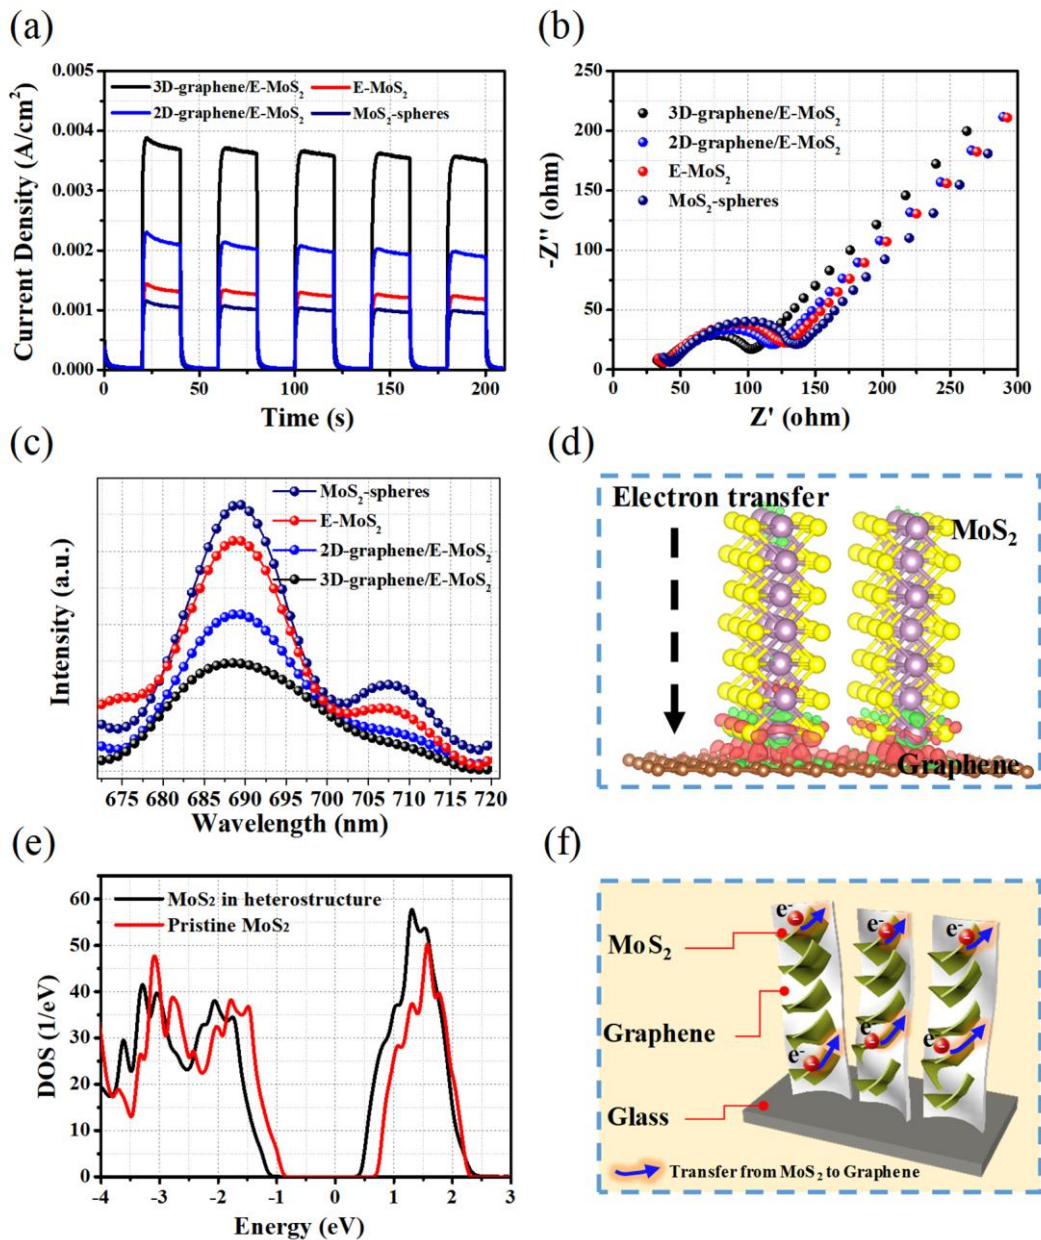 (a)
0.005
0.004
0.003
0.002
0.001
0.000
Current Density (A/cm²)
3D-graphene/E-MoS₂
E-MoS₂
2D-graphene/E-MoS₂
MoS₂-spheres
0 50 100 150 200
Time (s)
(b)
250
200
150
100
50
0
-Z" (ohm)
3D-graphene/E-MoS₂
2D-graphene/E-MoS₂
E-MoS₂
MoS₂-spheres
0 50 100 150 200 250 300
Z' (ohm)
(c)
Intensity (a.u.)
MoS₂-spheres
E-MoS₂
2D-graphene/E-MoS₂
3D-graphene/E-MoS₂
675 680 685 690 695 700 705 710 715 720
Wavelength (nm)
(d)
Electron transfer
MoS₂
Graphene
(e)
60
50
40
30
20
10
0
DOS (1/eV)
MoS₂ in heterostructure
Pristine MoS₂
-4 -3 -2 -1 0 1 2 3
Energy (eV)
(f)
MoS₂
Graphene
Glass
e⁻ e⁻ e⁻
e⁻ e⁻ e⁻
Transfer from MoS₂ to Graphene